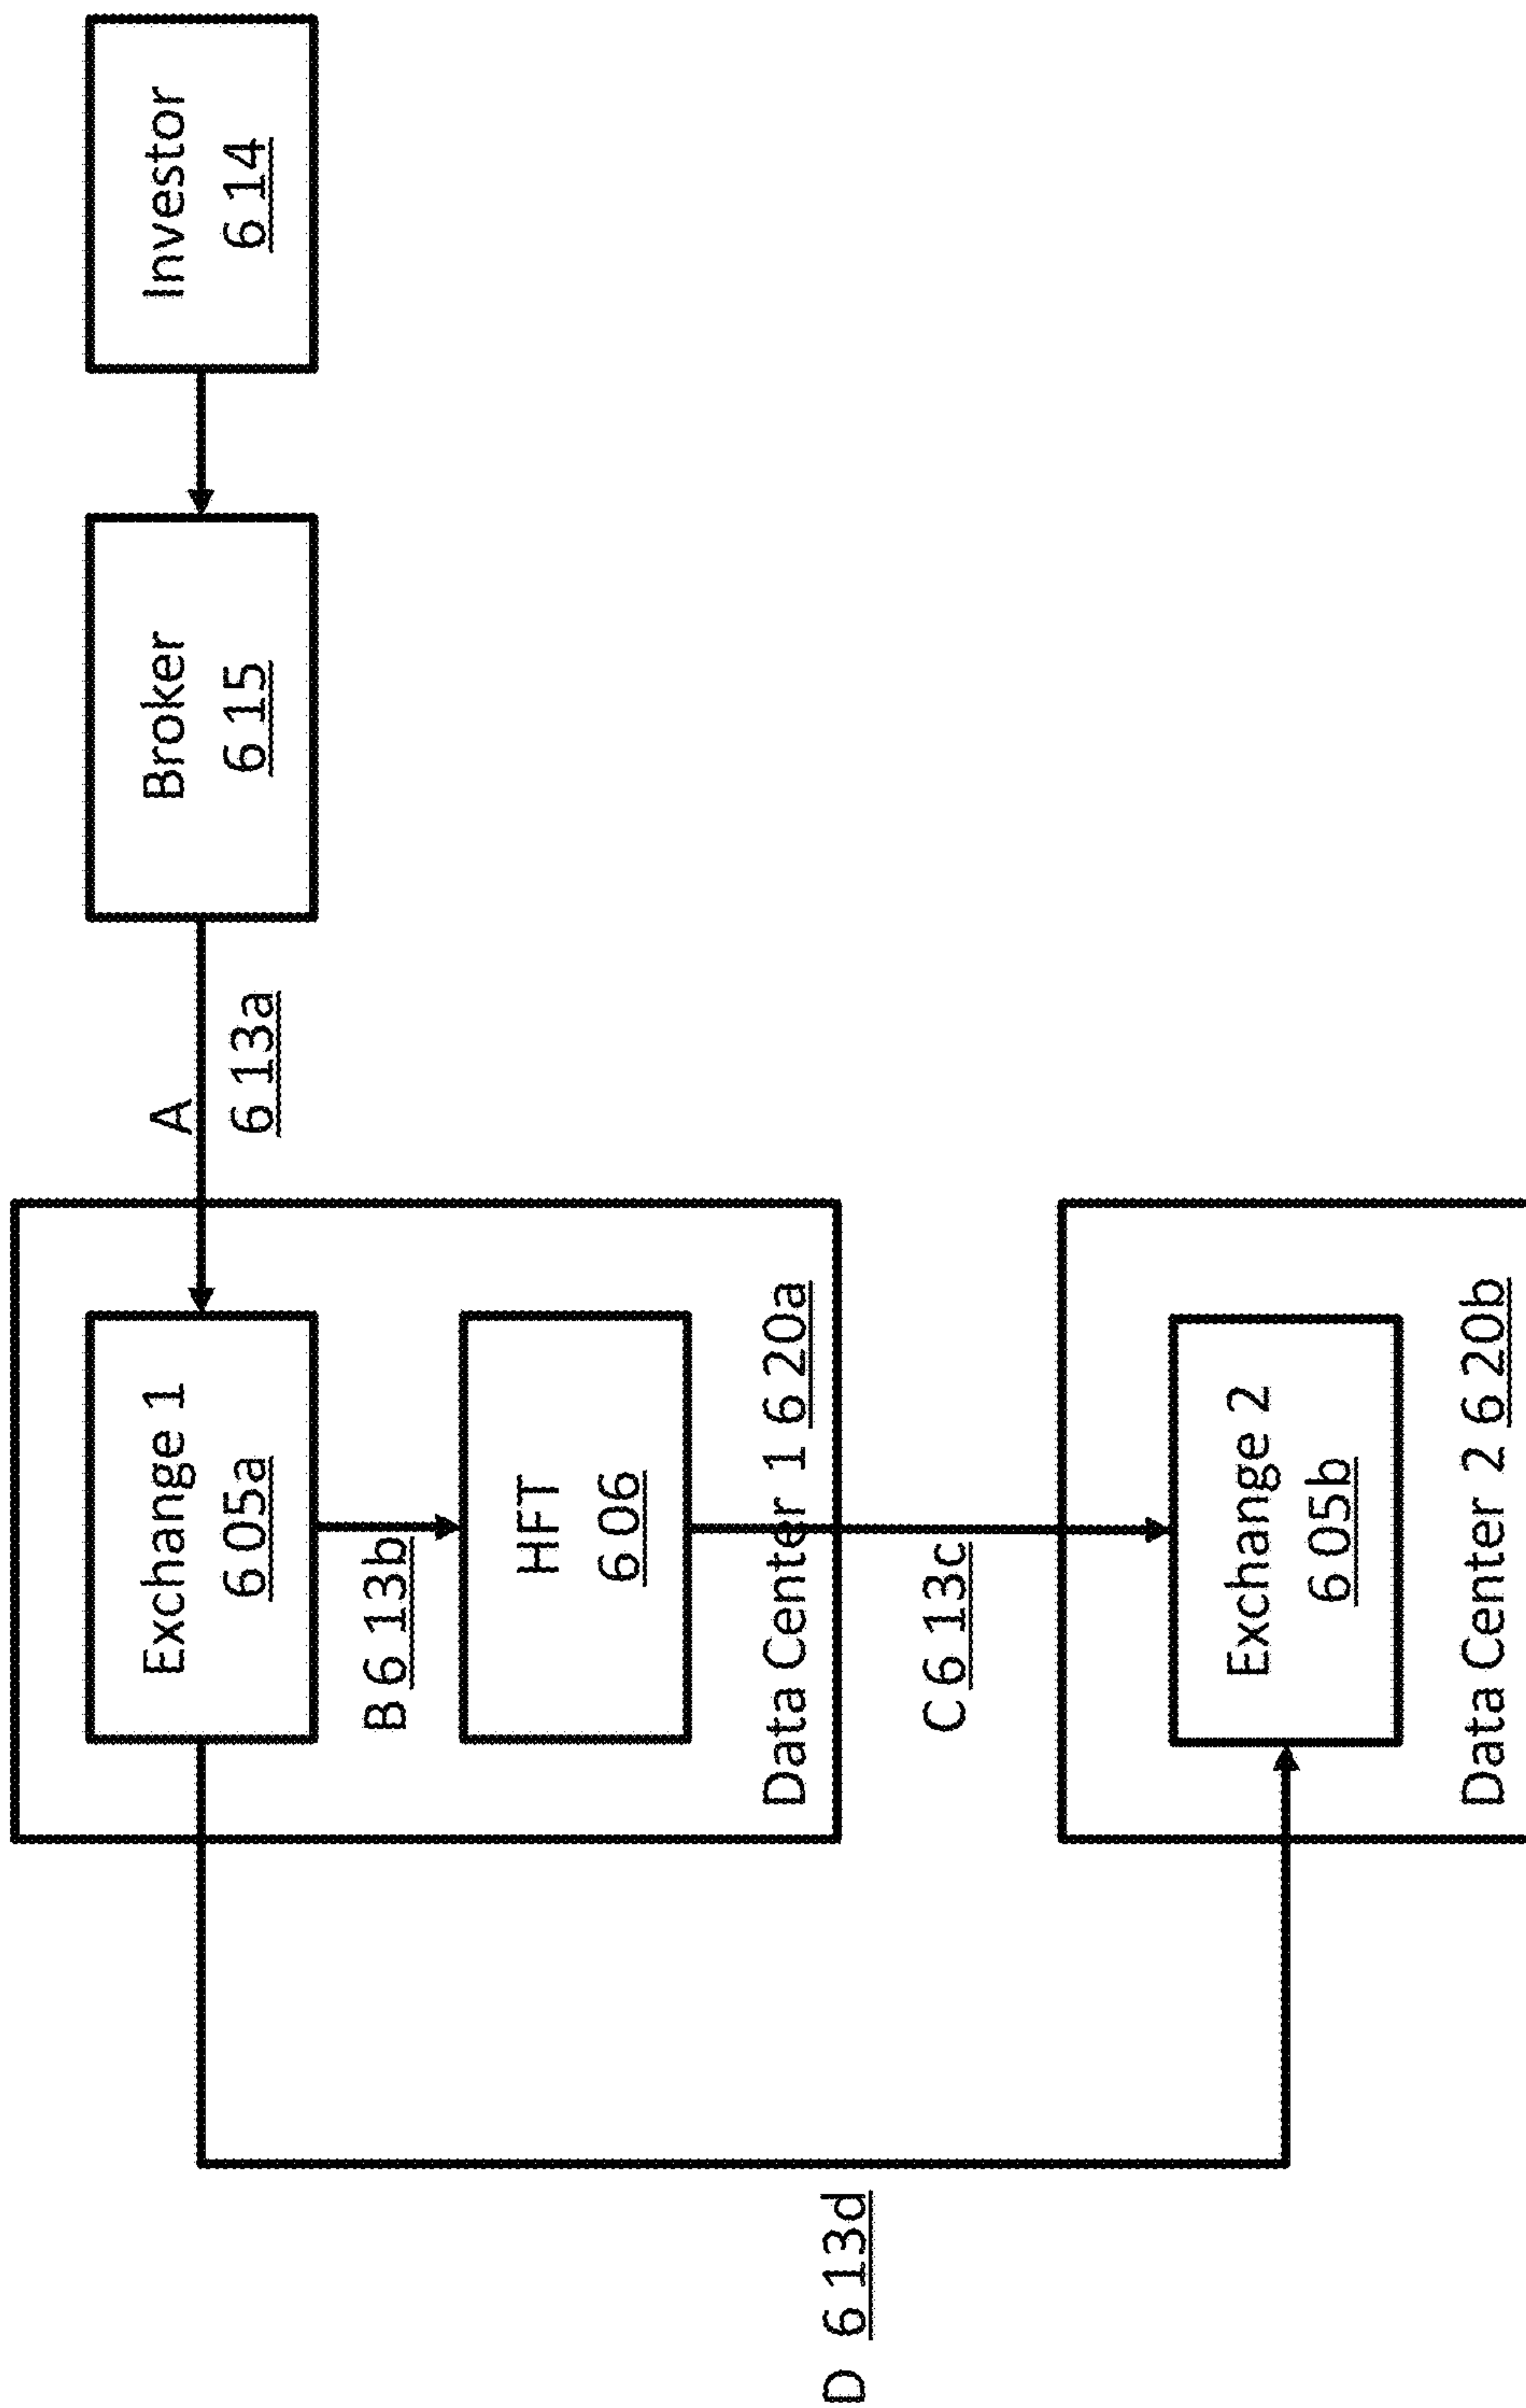 Exchange 1
6 05a
A
6 13a
Broker
6 15
Investor
6 14
B 6 13b
HFT
6 06
Data Center 1 6 20a
D 6 13d
C 6 13c
Exchange 2
6 05b
Data Center 2 6 20b